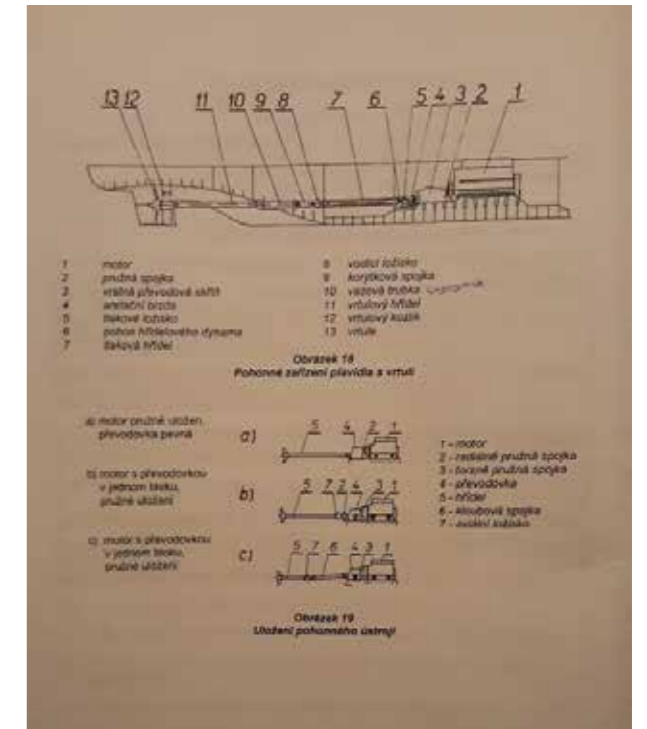 13 12 11 10 9 8 7 6 5 4 3 2 1
1 motor
2 pružná spojka
3 vratná převodová skříň
4 aretační brzda
5 tlakové ložisko
6 pohon hřídelového dynama
7 tlaková hřídel
8 vodící ložisko
9 korýtková spojka
10 vazová trubka
11 vrtulový hřídel
12 vrtulový kozlík
13 vrtule
Obrázek 18
Pohonné zařízení plavidla s vrtulí
a) motor pružně uložen,
převodovka pevná
a) 5 4 2 1
b) motor s převodovkou
v jednom bloku,
pružné uložení
b) 5 7 2 4 3 1
c) motor s převodovkou
v jednom bloku,
pružné uložení
c) 5 7 6 4 3 1
1 - motor
2 - radiálně pružná spojka
3 - torzně pružná spojka
4 - převodovka
5 - hřídel
6 - kloubová spojka
7 - axiální ložisko
Obrázek 19
Uložení pohonného ústrojí